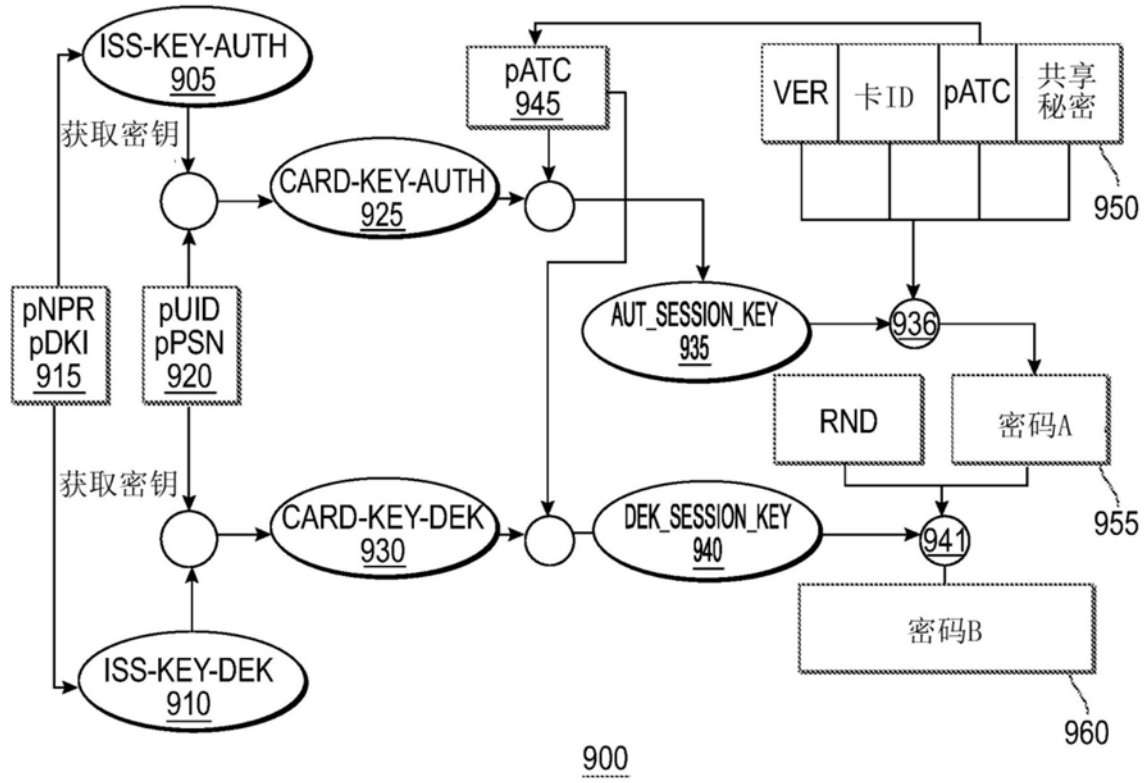 ISS-KEY-AUTH
905
获取密钥
pATC
945
VER
卡ID
pATC
共享
秘密
950
CARD-KEY-AUTH
925
pNPR
pDKI
915
pUID
pPSN
920
AUT_SESSION_KEY
935
936
RND
密码A
955
获取密钥
CARD-KEY-DEK
930
DEK_SESSION_KEY
940
941
密码B
960
ISS-KEY-DEK
910
900